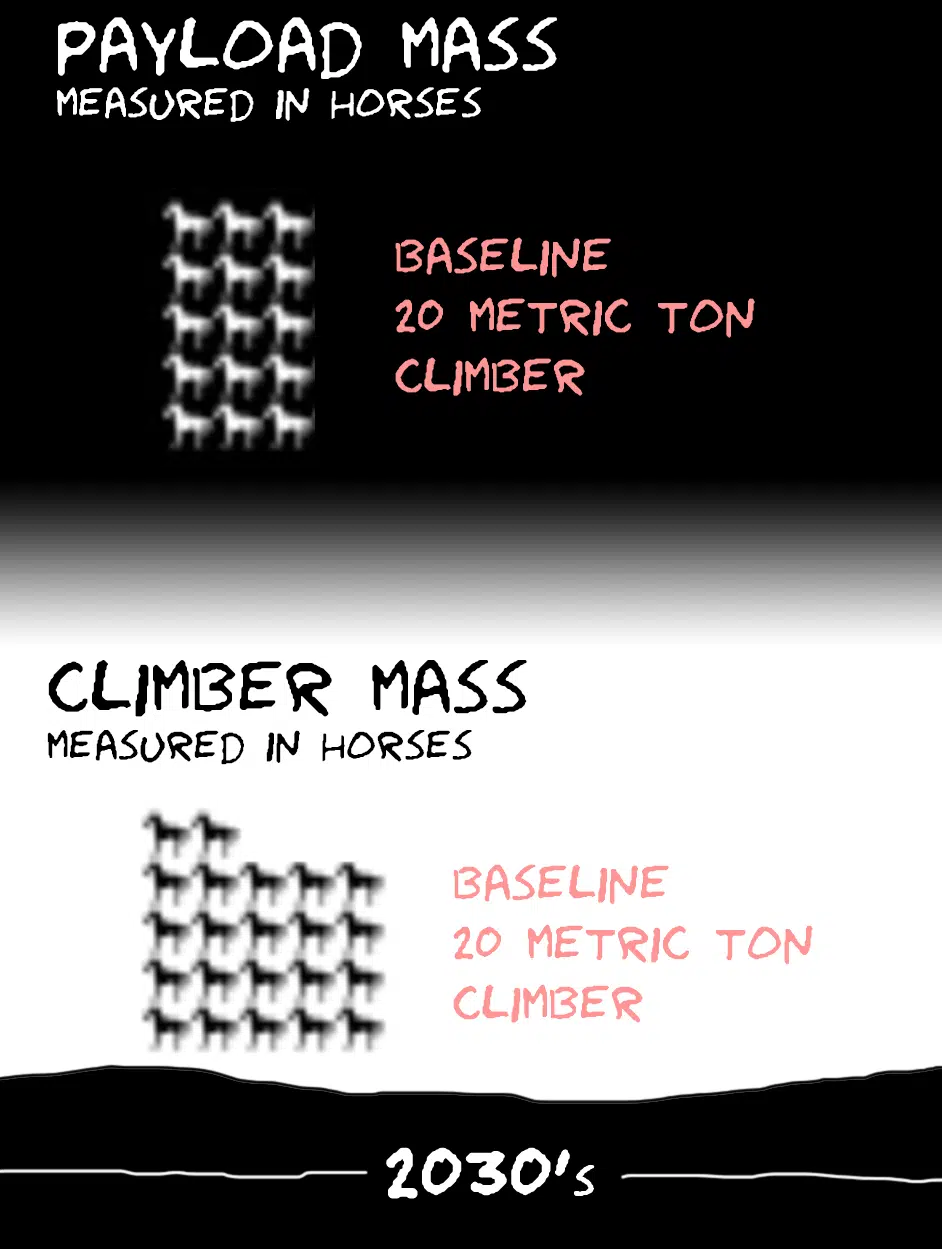 PAYLOAD MASS
MEASURED IN HORSES
BASELINE
20 METRIC TON
CLIMBER
CLIMBER MASS
MEASURED IN HORSES
BASELINE
20 METRIC TON
CLIMBER
2030's